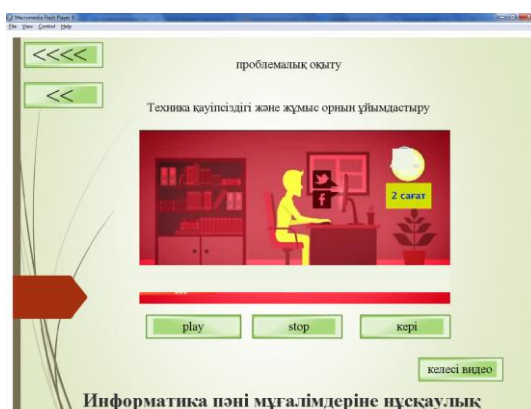 Macromedia Flash Player 8
File View Control Help
<<<<
проблемалық оқыту
<<
Техника қауіпсіздігі және жұмыс орнын ұйымдастыру
2 сағат
play stop кері
келесі видео
Информатика пәні мұғалімдеріне нұсқаулық